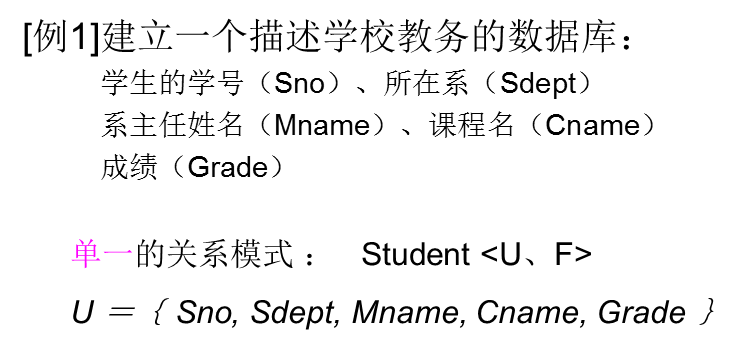 [例1]建立一个描述学校教务的数据库：
学生的学号（Sno）、所在系（Sdept）
系主任姓名（Mname）、课程名（Cname）
成绩（Grade）
单一的关系模式 ： Student <U、F>
U ＝｛ Sno, Sdept, Mname, Cname, Grade ｝